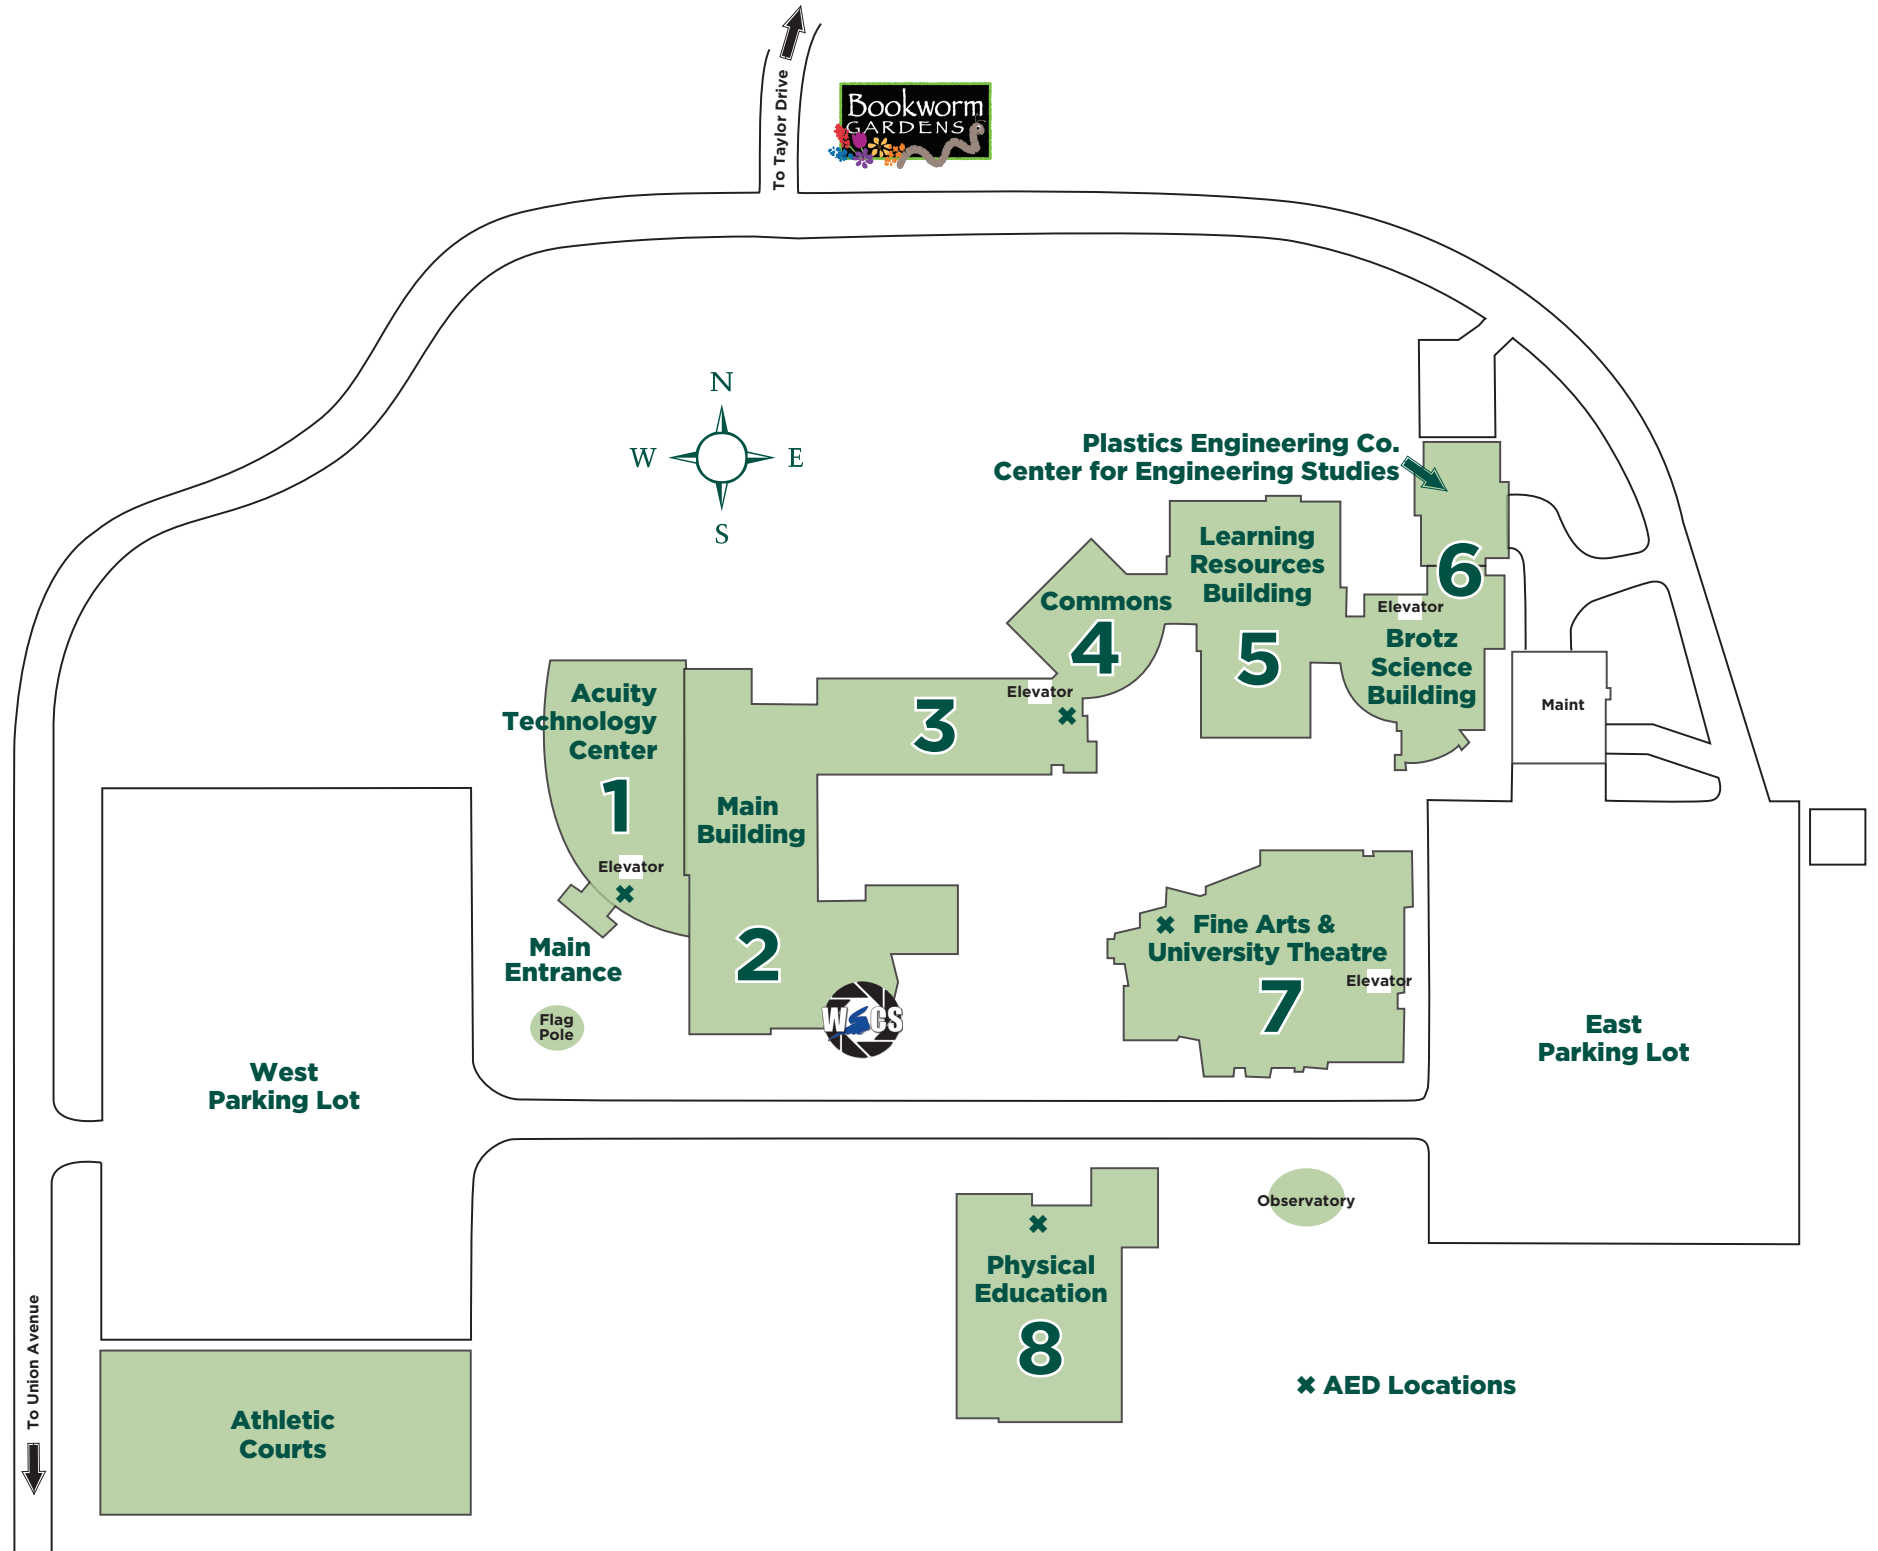 To Taylor Drive
Bookworm
GARDENS
N
W
E
S
Plastics Engineering Co.
Center for Engineering Studies
Learning
Resources
Building
5
Commons
4
6
Elevator
Brotz
Science
Building
Maint
Acuity
Technology
Center
1
Elevator
Elevator
3
Main
Building
2
Main
Entrance
Flag
Pole
WSCS
Fine Arts &
University Theatre
Elevator
7
West
Parking Lot
East
Parking Lot
Observatory
Physical
Education
8
AED Locations
To Union Avenue
Athletic
Courts